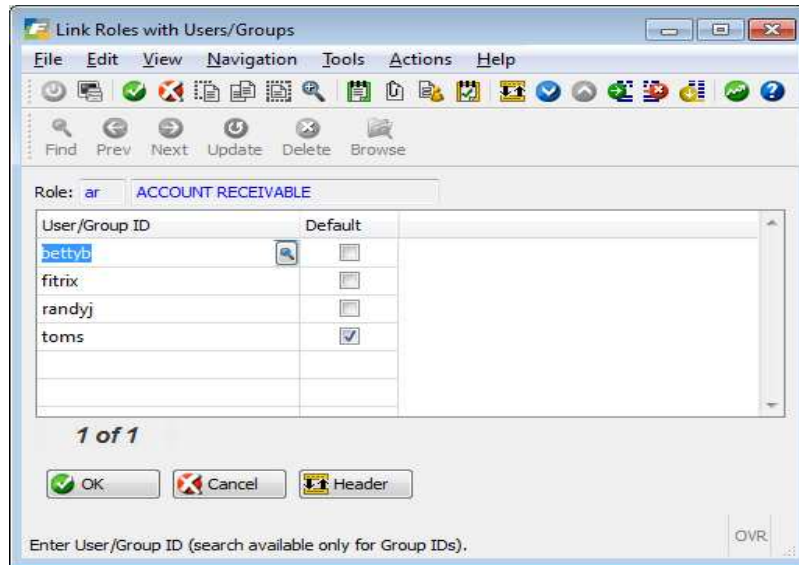 Link Roles with Users/Groups
File Edit View Navigation Tools Actions Help
Find Prev Next Update Delete Browse
Role: ar ACCOUNT RECEIVABLE
User/Group ID Default
bettyb
fitrix
randyj
toms
1 of 1
OK Cancel Header
Enter User/Group ID (search available only for Group IDs). OVR